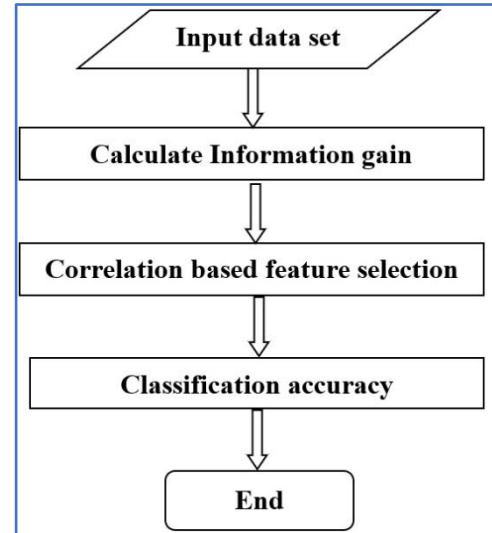 Input data set
Calculate Information gain
Correlation based feature selection
Classification accuracy
End